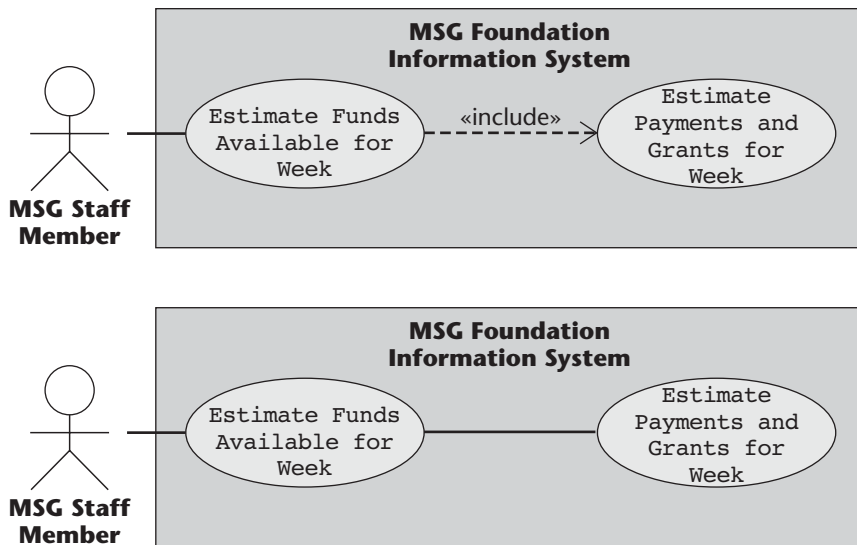 MSG Foundation
Information System
Estimate Funds
Available for
Week
«include»
Estimate
Payments and
Grants for
Week
MSG Staff
Member
MSG Foundation
Information System
Estimate Funds
Available for
Week
Estimate
Payments and
Grants for
Week
MSG Staff
Member